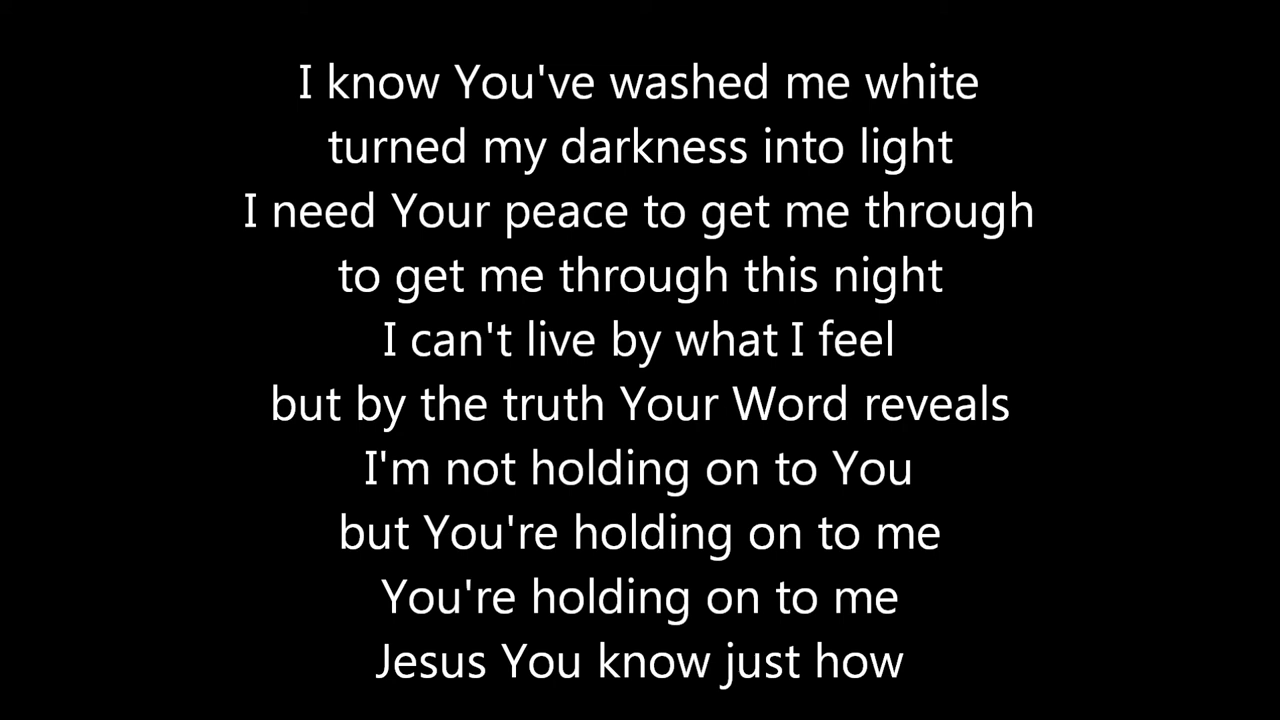 I know You've washed me white
turned my darkness into light
I need Your peace to get me through
to get me through this night
I can't live by what I feel
but by the truth Your Word reveals
I'm not holding on to You
but You're holding on to me
You're holding on to me
Jesus You know just how